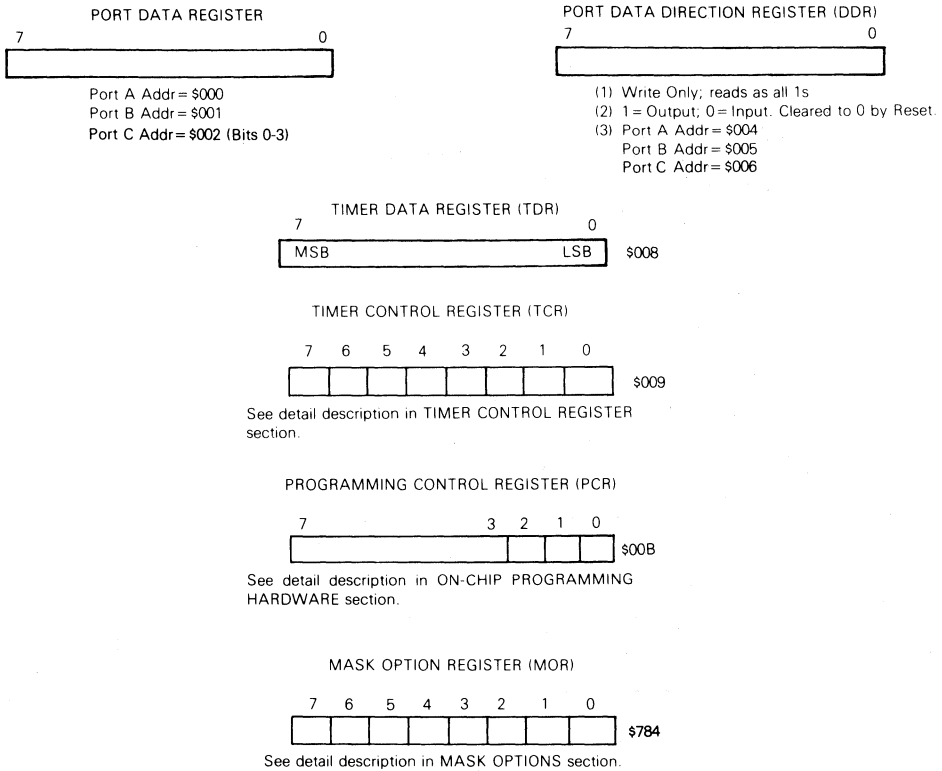 PORT DATA REGISTER
7 0
Port A Addr = $000
Port B Addr = $001
Port C Addr = $002 (Bits 0-3)
PORT DATA DIRECTION REGISTER (DDR)
7 0
(1) Write Only; reads as all 1s
(2) 1 = Output; 0 = Input. Cleared to 0 by Reset.
(3) Port A Addr = $004
Port B Addr = $005
Port C Addr = $006
TIMER DATA REGISTER (TDR)
7 0
MSB LSB $008
TIMER CONTROL REGISTER (TCR)
7 6 5 4 3 2 1 0
$009
See detail description in TIMER CONTROL REGISTER
section.
PROGRAMMING CONTROL REGISTER (PCR)
7 3 2 1 0
$00B
See detail description in ON-CHIP PROGRAMMING
HARDWARE section.
MASK OPTION REGISTER (MOR)
7 6 5 4 3 2 1 0
$784
See detail description in MASK OPTIONS section.